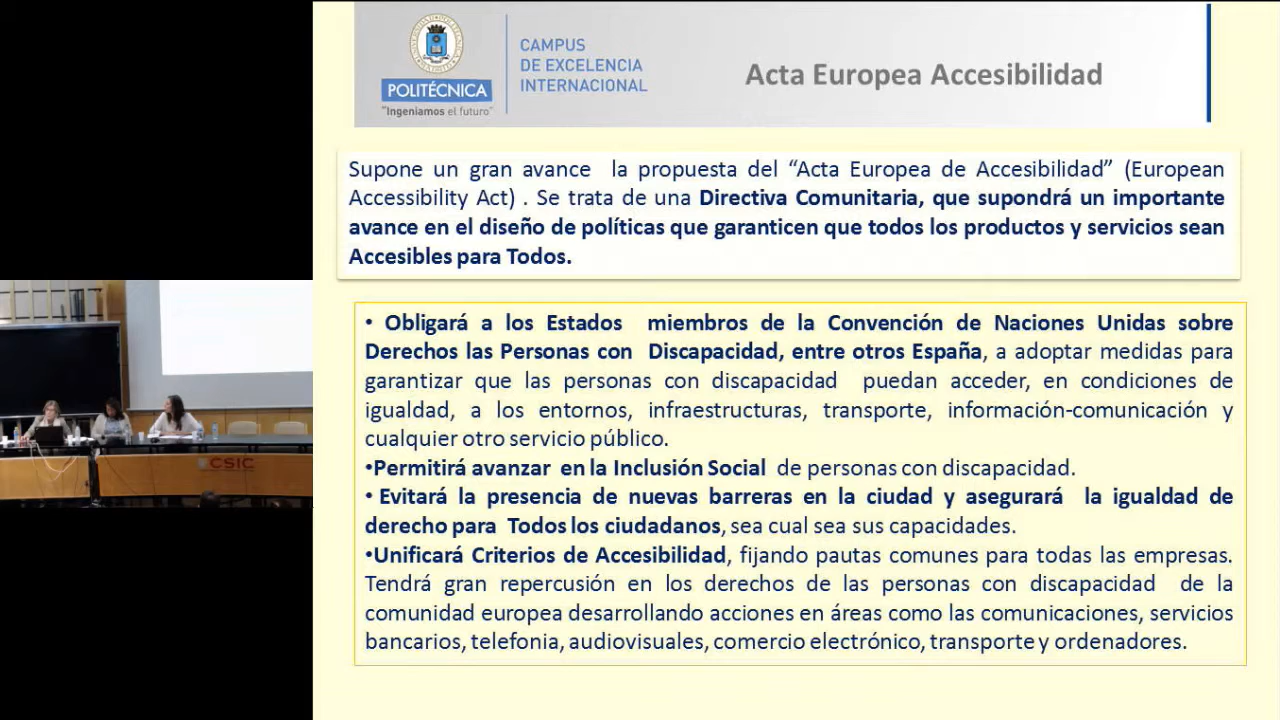 CAMPUS
DE EXCELENCIA
INTERNACIONAL
POLITÉCNICA
"Ingeniamos el futuro"
Acta Europea Accesibilidad
Supone un gran avance la propuesta del “Acta Europea de Accesibilidad” (European
Accessibility Act) . Se trata de una Directiva Comunitaria, que supondrá un importante
avance en el diseño de políticas que garanticen que todos los productos y servicios sean
Accesibles para Todos.
• Obligará a los Estados miembros de la Convención de Naciones Unidas sobre
Derechos las Personas con Discapacidad, entre otros España, a adoptar medidas para
garantizar que las personas con discapacidad puedan acceder, en condiciones de
igualdad, a los entornos, infraestructuras, transporte, información-comunicación y
cualquier otro servicio público.
•Permitirá avanzar en la Inclusión Social de personas con discapacidad.
• Evitará la presencia de nuevas barreras en la ciudad y asegurará la igualdad de
derecho para Todos los ciudadanos, sea cual sea sus capacidades.
•Unificará Criterios de Accesibilidad, fijando pautas comunes para todas las empresas.
Tendrá gran repercusión en los derechos de las personas con discapacidad de la
comunidad europea desarrollando acciones en áreas como las comunicaciones, servicios
bancarios, telefonia, audiovisuales, comercio electrónico, transporte y ordenadores.
CSIC